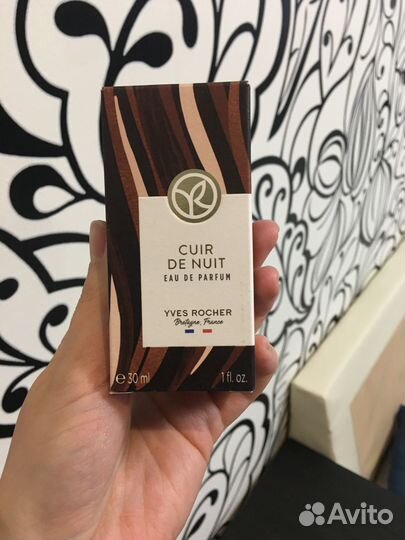 CUIR
DE NUIT
EAU DE PARFUM
YVES ROCHER
Bretagne, France
℮ 30 ml
1 fl. oz.
Avito